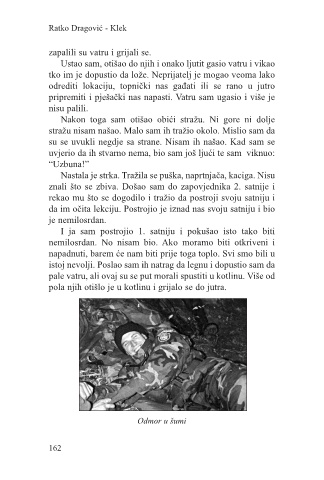 Ratko Dragović - Klek
zapalili su vatru i grijali se.
Ustao sam, otišao do njih i onako ljutit gasio vatru i vikao
tko im je dopustio da lože. Neprijatelj je mogao veoma lako
odrediti lokaciju, topnički nas gađati ili se rano u jutro
pripremiti i pješački nas napasti. Vatru sam ugasio i više je
nisu palili.
Nakon toga sam otišao obići stražu. Ni gore ni dolje
stražu nisam našao. Malo sam ih tražio okolo. Mislio sam da
su se uvukli negdje sa strane. Nisam ih našao. Kad sam se
uvjerio da ih stvarno nema, bio sam još ljući te sam viknuo:
“Uzbuna!”
Nastala je strka. Tražila se puška, naprtnjača, kaciga. Nisu
znali što se zbiva. Došao sam do zapovjednika 2. satnije i
rekao mu što se dogodilo i tražio da postroji svoju satniju i
da im očita lekciju. Postrojio je iznad nas svoju satniju i bio
je nemilosrdan.
I ja sam postrojio 1. satniju i pokušao isto tako biti
nemilosrdan. No nisam bio. Ako moramo biti otkriveni i
napadnuti, barem će nam biti prije toga toplo. Svi smo bili u
istoj nevolji. Poslao sam ih natrag da legnu i dopustio sam da
pale vatru, ali ovaj su se put morali spustiti u kotlinu. Više od
pola njih otišlo je u kotlinu i grijalo se do jutra.
Odmor u šumi
162